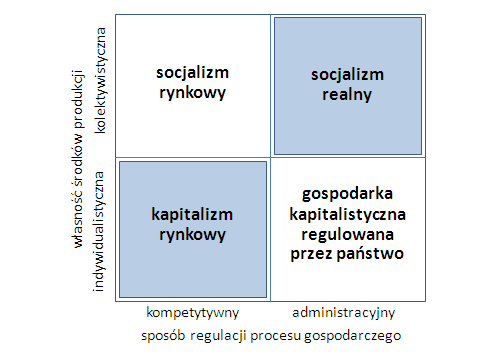 własność środków produkcji
kolektywistyczna
indywidualistyczna
socjalizm
rynkowy
socjalizm
realny
kapitalizm
rynkowy
gospodarka
kapitalistyczna
regulowana
przez państwo
kompetytywny
administracyjny
sposób regulacji procesu gospodarczego